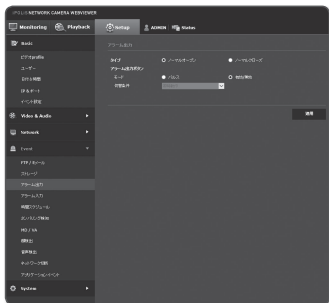 iPOLiS NETWORK CAMERA WEBVIEWER
Monitoring
Playback
Setup
ADMIN
Status
Basic
ビデオprofile
ユーザー
日付と時間
IP & ポート
イベント設定
Video & Audio
Network
Event
FTP / Eメール
ストレージ
アラーム出力
アラーム入力
時間スケジュール
タンパリング検知
MD / VA
顔検出
音声検出
ネットワーク切断
アプリケーションイベント
System
アラーム出力
タイプ
ノーマルオープン
ノーマルクローズ
アラーム出力ボタン
モード
パルス
有効/無効
時間条件
適用